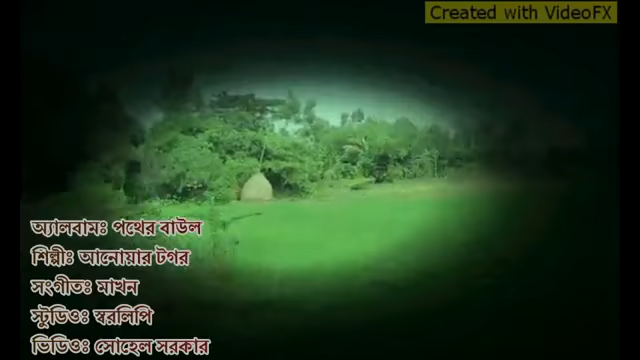 Created with VideoFX
অ্যালবামঃ পথের বাউল
শিল্পীঃ আনোয়ার টগর
সংগীতঃ মাখন
স্টুডিওঃ স্বরলিপি
ভিডিওঃ সোহেল সরকার